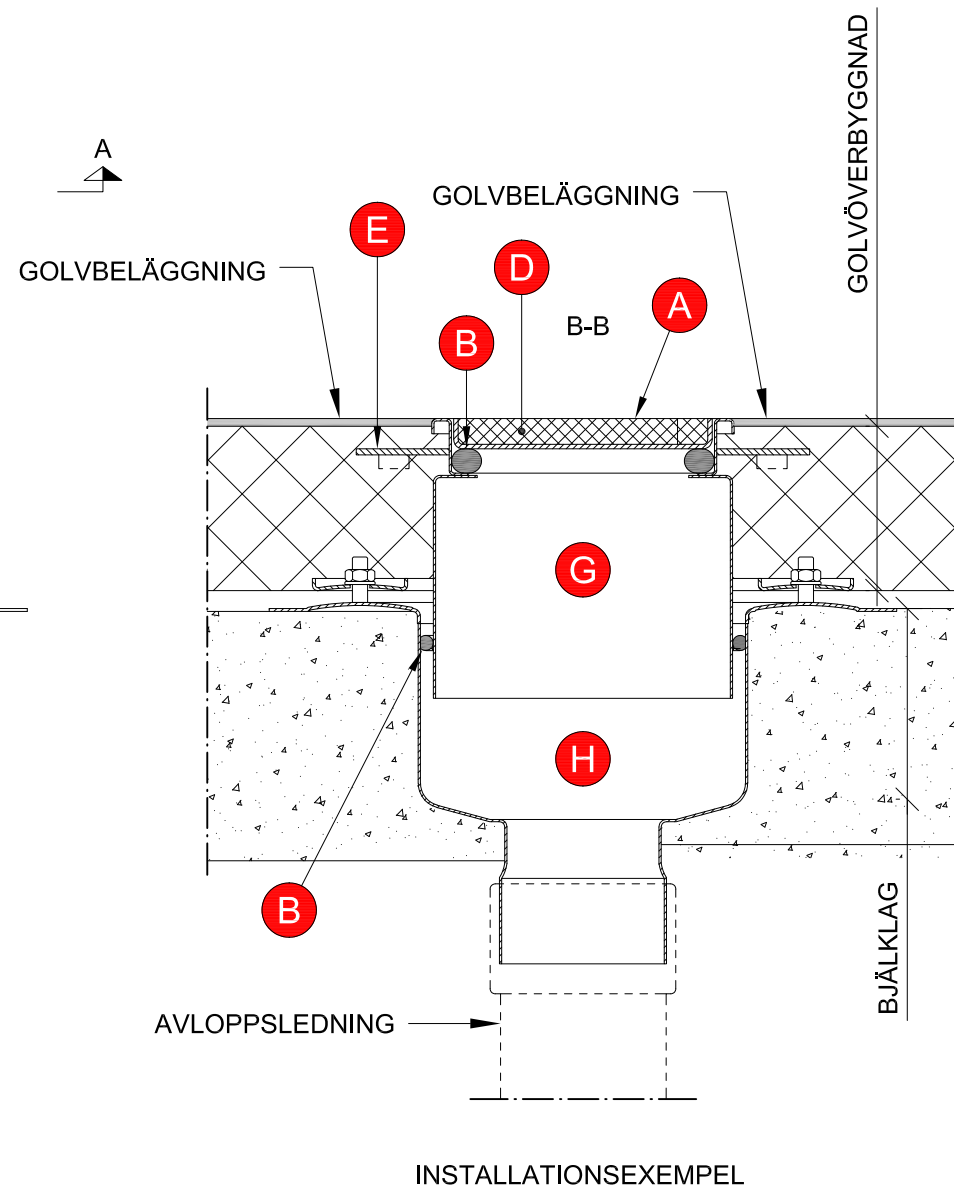 GOLVÖVERBYGGNAD
A
GOLVBELÄGGNING
E
GOLVBELÄGGNING
D
A
B
B-B
G
H
B
BJÄLKLAG
AVLOPPSLEDNING
INSTALLATIONSEXEMPEL